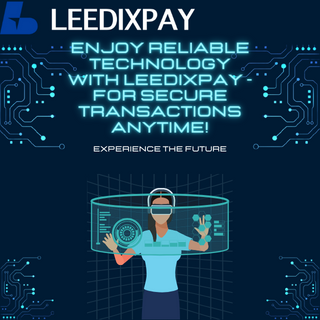 LEEDIXPAY
ENJOY RELIABLE
TECHNOLOGY
WITH LEEDIXPAY -
FOR SECURE
TRANSACTIONS
ANYTIME!
EXPERIENCE THE FUTURE